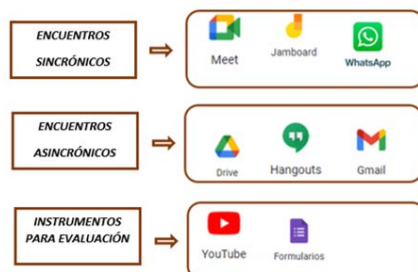 ENCUENTROS
SINCRÓNICOS
Meet
Jamboard
WhatsApp
ENCUENTROS
ASINCRÓNICOS
Drive
Hangouts
Gmail
INSTRUMENTOS
PARA EVALUACIÓN
YouTube
Formularios